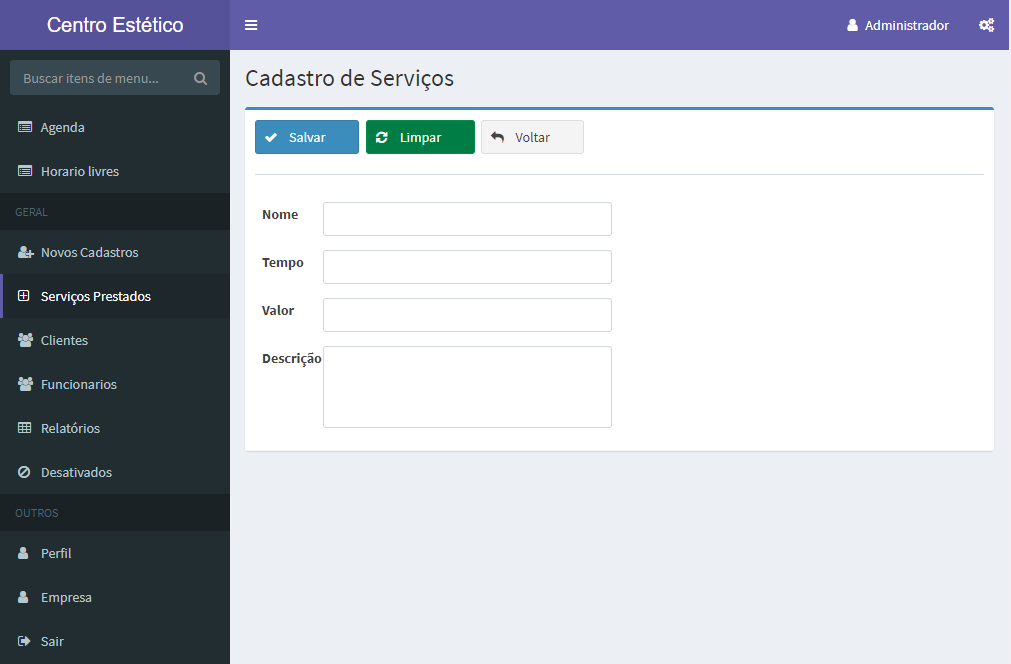 Centro Estético
Administrador
Buscar itens de menu...
Agenda
Horario livres
GERAL
Novos Cadastros
Serviços Prestados
Clientes
Funcionarios
Relatórios
Desativados
OUTROS
Perfil
Empresa
Sair
Cadastro de Serviços
Salvar Limpar Voltar
Nome
Tempo
Valor
Descrição